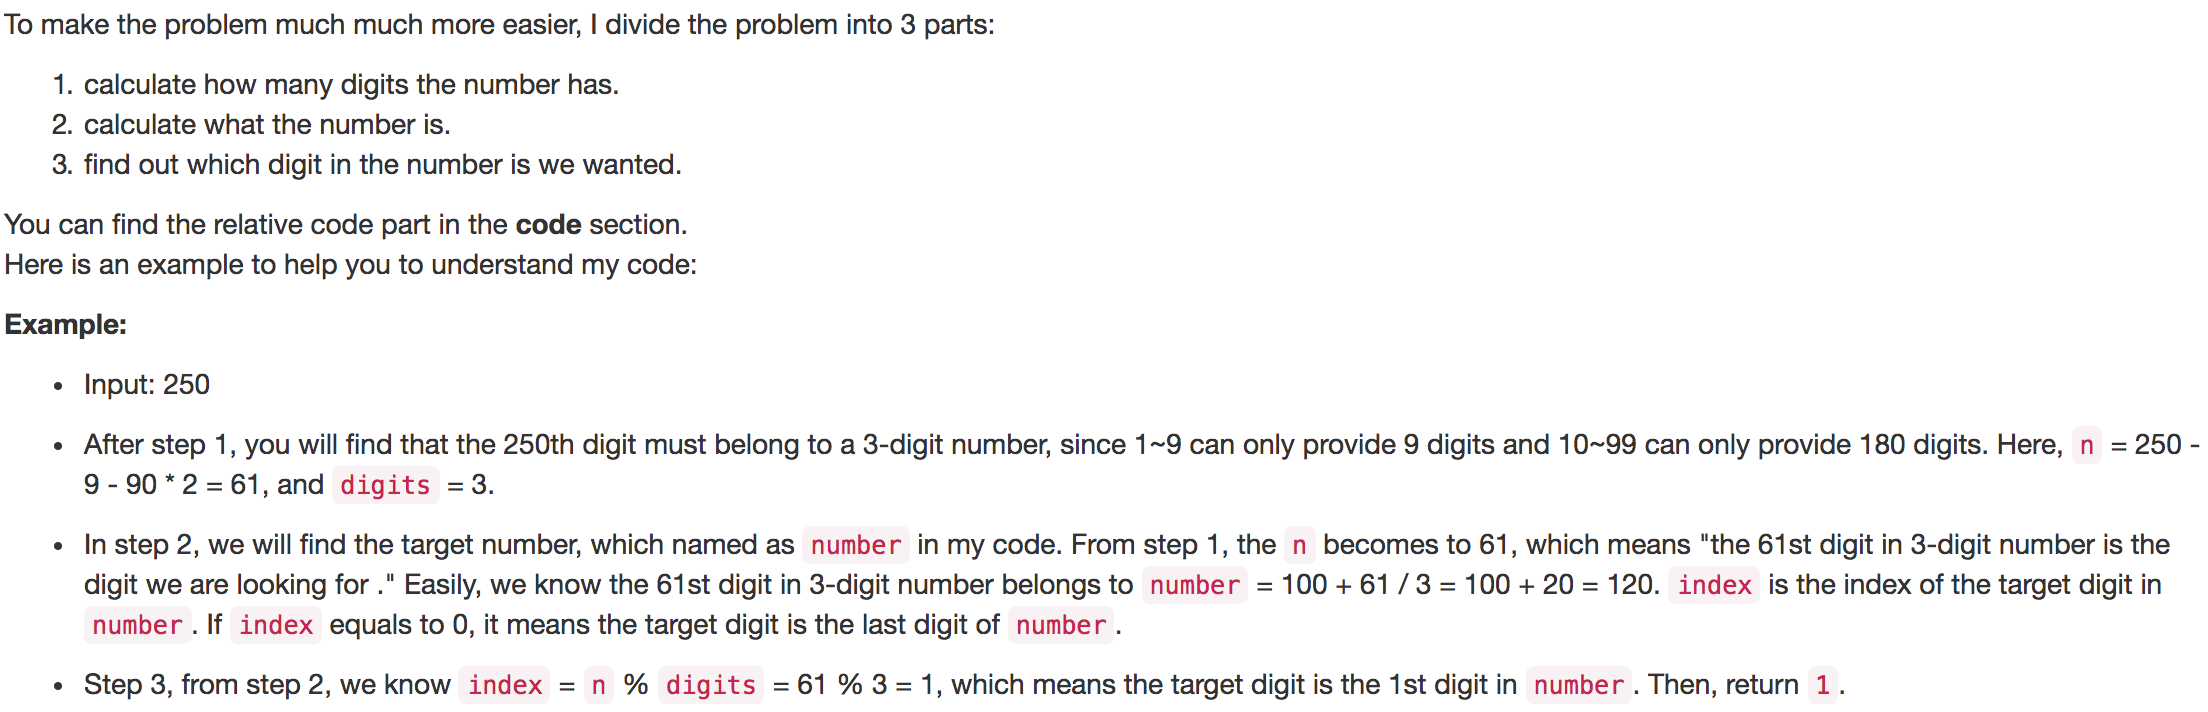 To make the problem much much more easier, I divide the problem into 3 parts:
1. calculate how many digits the number has.
2. calculate what the number is.
3. find out which digit in the number is we wanted.
You can find the relative code part in the code section.
Here is an example to help you to understand my code:
Example:
• Input: 250
• After step 1, you will find that the 250th digit must belong to a 3-digit number, since 1~9 can only provide 9 digits and 10~99 can only provide 180 digits. Here, n = 250 -
9 - 90 * 2 = 61, and digits = 3.
• In step 2, we will find the target number, which named as number in my code. From step 1, the n becomes to 61, which means "the 61st digit in 3-digit number is the
digit we are looking for ." Easily, we know the 61st digit in 3-digit number belongs to number = 100 + 61 / 3 = 100 + 20 = 120. index is the index of the target digit in
number. If index equals to 0, it means the target digit is the last digit of number.
• Step 3, from step 2, we know index = n % digits = 61 % 3 = 1, which means the target digit is the 1st digit in number. Then, return 1.